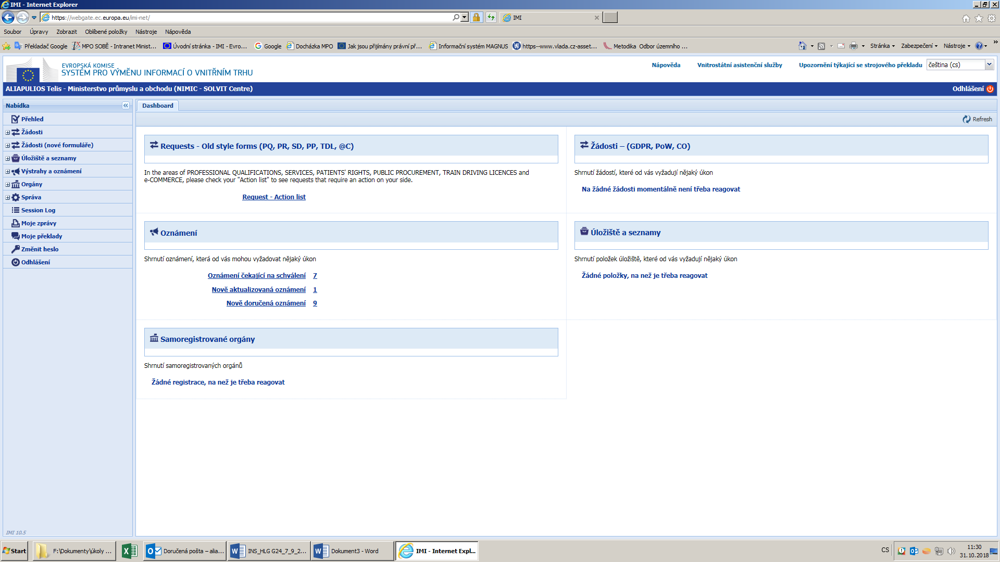 IMI - Internet Explorer
https://webgate.ec.europa.eu/imi-net/
IMI
Soubor Úpravy Zobrazit Oblíbené položky Nástroje Nápověda
Překladač Google MPO SOBĚ - Intranet Minist... Úvodní stránka - IMI - Evro... Google Docházka MPO Jak jsou přijímány právní př... Informační systém MAGNUS https--www.vlada.cz-asset... Metodika Odbor územního ... Stránka Zabezpečení Nástroje
EVROPSKÁ KOMISE
SYSTÉM PRO VÝMĚNU INFORMACÍ O VNITŘNÍM TRHU
Nápověda Vnitrostátní asistenční služby Upozornění týkající se strojového překladu čeština (cs)
ALIAPULIOS Telis - Ministerstvo průmyslu a obchodu (NIMIC - SOLVIT Centre)
Odhlášení
Nabídka
Přehled
Žádosti
Žádosti (nové formuláře)
Úložiště a seznamy
Výstrahy a oznámení
Orgány
Správa
Session Log
Moje zprávy
Moje překlady
Změnit heslo
Odhlášení
IMI 10.5
Dashboard
Refresh
Requests - Old style forms (PQ, PR, SD, PP, TDL, @C)
In the areas of PROFESSIONAL QUALIFICATIONS, SERVICES, PATIENTS' RIGHTS, PUBLIC PROCUREMENT, TRAIN DRIVING LICENCES and
e-COMMERCE, please check your "Action list" to see requests that require an action on your side.
Request - Action list
Žádosti – (GDPR, PoW, CO)
Shrnutí žádostí, které od vás vyžadují nějaký úkon
Na žádné žádosti momentálně není třeba reagovat
Oznámení
Shrnutí oznámení, která od vás mohou vyžadovat nějaký úkon
Oznámení čekající na schválení 7
Nově aktualizovaná oznámení 1
Nově doručená oznámení 9
Úložiště a seznamy
Shrnutí položek úložiště, které od vás vyžadují nějaký úkon
Žádné položky, na než je třeba reagovat
Samoregistrované orgány
Shrnutí samoregistrovaných orgánů
Žádné registrace, na než je třeba reagovat
Start F:\Dokumenty\úkoly ... Doručená pošta – alia... INS_HLG G24_7_9_2... Dokument3 - Word IMI - Internet Expl...
CS
11:30
31.10.2018